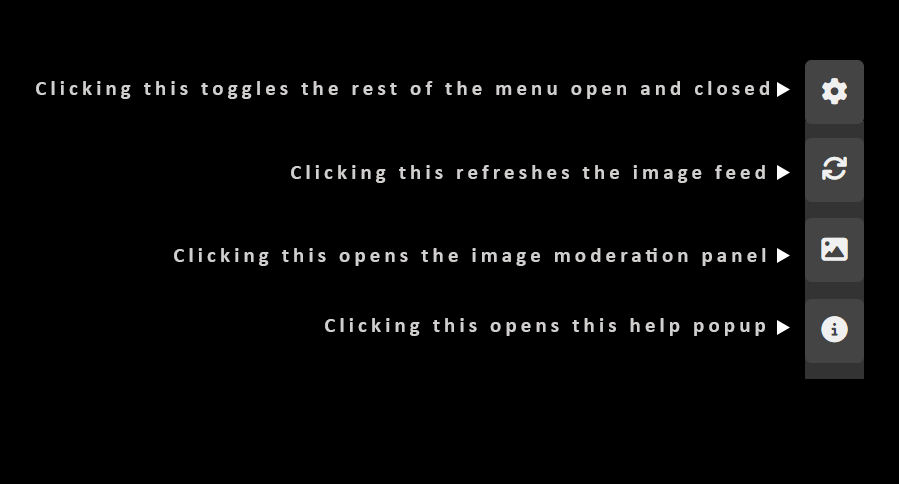 Clicking this toggles the rest of the menu open and closed
Clicking this refreshes the image feed
Clicking this opens the image moderation panel
Clicking this opens this help popup